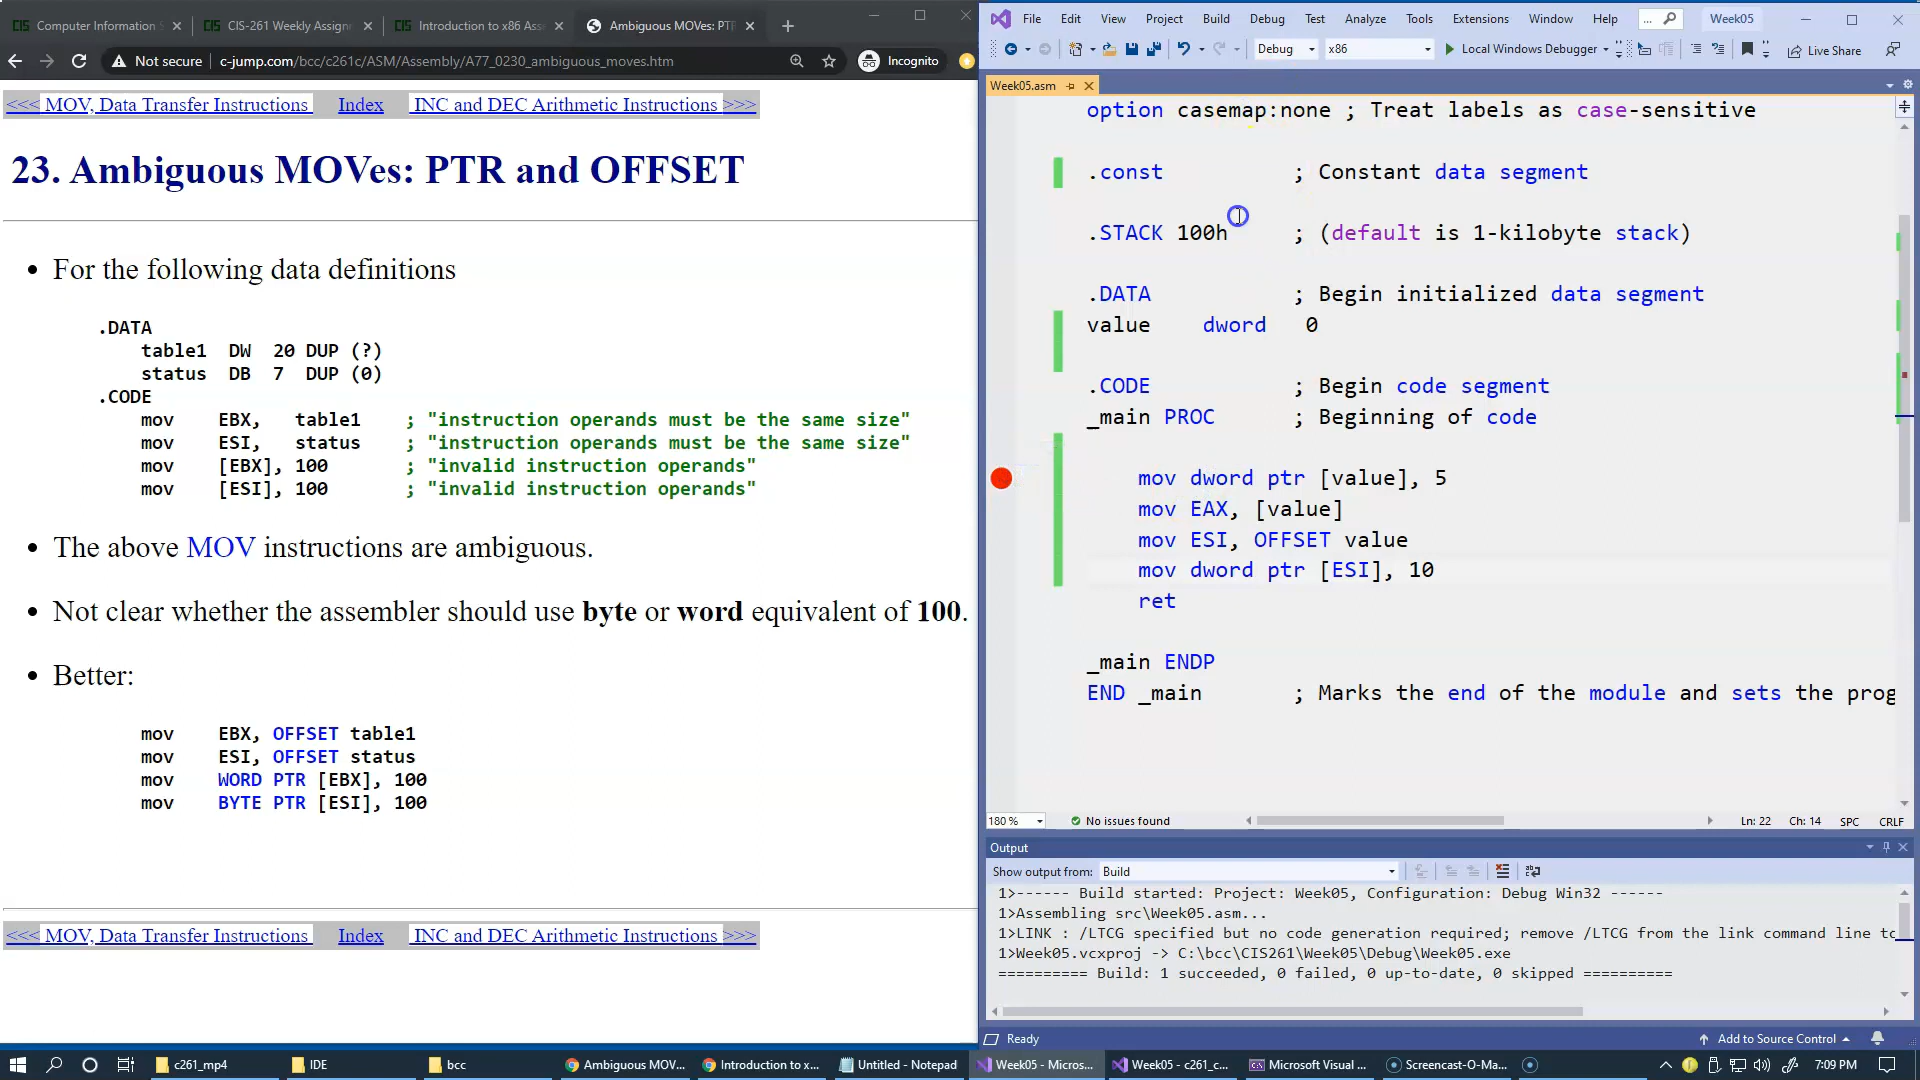 Computer Information S
CIS-261 Weekly Assignm
Introduction to x86 Ass
Ambiguous MOVes: PTR
Not secure
c-jump.com/bcc/c261c/ASM/Assembly/A77_0230_ambiguous_moves.htm
Incognito
<<< MOV, Data Transfer Instructions Index INC and DEC Arithmetic Instructions >>>
23. Ambiguous MOVes: PTR and OFFSET
• For the following data definitions
.DATA
table1 DW 20 DUP (?)
status DB 7 DUP (0)
.CODE
mov EBX, table1 ; "instruction operands must be the same size"
mov ESI, status ; "instruction operands must be the same size"
mov [EBX], 100 ; "invalid instruction operands"
mov [ESI], 100 ; "invalid instruction operands"
• The above MOV instructions are ambiguous.
• Not clear whether the assembler should use byte or word equivalent of 100.
• Better:
mov EBX, OFFSET table1
mov ESI, OFFSET status
mov WORD PTR [EBX], 100
mov BYTE PTR [ESI], 100
<<< MOV, Data Transfer Instructions Index INC and DEC Arithmetic Instructions >>>
File Edit View Project Build Debug Test Analyze Tools Extensions Window Help ... Week05
Debug x86 Local Windows Debugger Live Share
Week05.asm
option casemap:none ; Treat labels as case-sensitive
.const ; Constant data segment
.STACK 100h ; (default is 1-kilobyte stack)
.DATA ; Begin initialized data segment
value dword 0
.CODE ; Begin code segment
_main PROC ; Beginning of code
mov dword ptr [value], 5
mov EAX, [value]
mov ESI, OFFSET value
mov dword ptr [ESI], 10
ret
_main ENDP
END _main ; Marks the end of the module and sets the prog
180 % No issues found Ln: 22 Ch: 14 SPC CRLF
Output
Show output from: Build
1>------ Build started: Project: Week05, Configuration: Debug Win32 ------
1>Assembling src\Week05.asm...
1>LINK : /LTCG specified but no code generation required; remove /LTCG from the link command line to
1>Week05.vcxproj -> C:\bcc\CIS261\Week05\Debug\Week05.exe
========== Build: 1 succeeded, 0 failed, 0 up-to-date, 0 skipped ==========
Ready Add to Source Control
c261_mp4 IDE bcc Ambiguous MOV... Introduction to x... Untitled - Notepad Week05 - Micros... Week05 - c261_c... Microsoft Visual ... Screencast-O-Ma... 7:09 PM